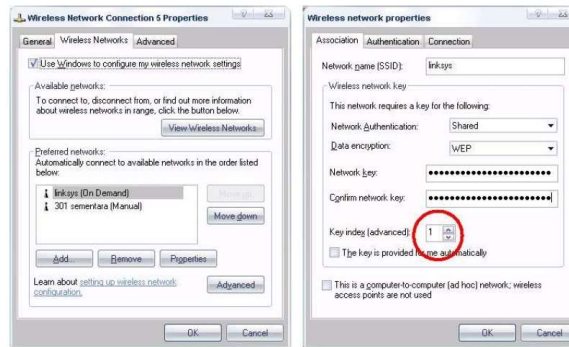 Wireless Network Connection 5 Properties
General
Wireless Networks
Advanced
Use Windows to configure my wireless network settings
Available networks:
To connect to, disconnect from, or find out more information
about wireless networks in range, click the button below.
View Wireless Networks
Preferred networks:
Automatically connect to available networks in the order listed
below:
linksys (On Demand)
301 sementara (Manual)
Move up
Move down
Add...
Remove
Properties
Learn about setting up wireless network
configuration.
Advanced
OK
Cancel
Wireless network properties
Association
Authentication
Connection
Network name (SSID):
linksys
Wireless network key
This network requires a key for the following:
Network Authentication:
Shared
Data encryption:
WEP
Network key:
Confirm network key:
Key index (advanced):
1
The key is provided for me automatically
This is a computer-to-computer (ad hoc) network; wireless
access points are not used
OK
Cancel